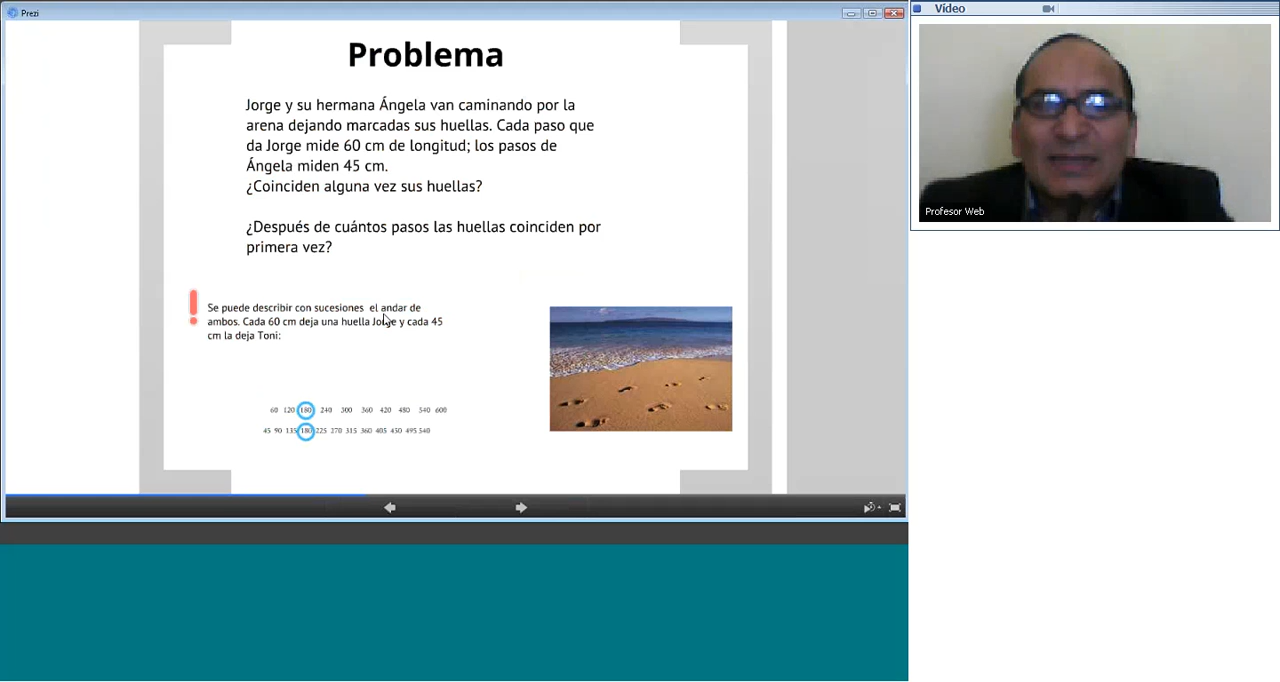 Prezi
Vídeo
Problema
Jorge y su hermana Ángela van caminando por la
arena dejando marcadas sus huellas. Cada paso que
da Jorge mide 60 cm de longitud; los pasos de
Ángela miden 45 cm.
¿Coinciden alguna vez sus huellas?
¿Después de cuántos pasos las huellas coinciden por
primera vez?
Se puede describir con sucesiones el andar de
ambos. Cada 60 cm deja una huella Jorge y cada 45
cm la deja Toni:
60 120 180 240 300 360 420 480 540 600
45 90 135 180 225 270 315 360 405 450 495 540
Profesor Web